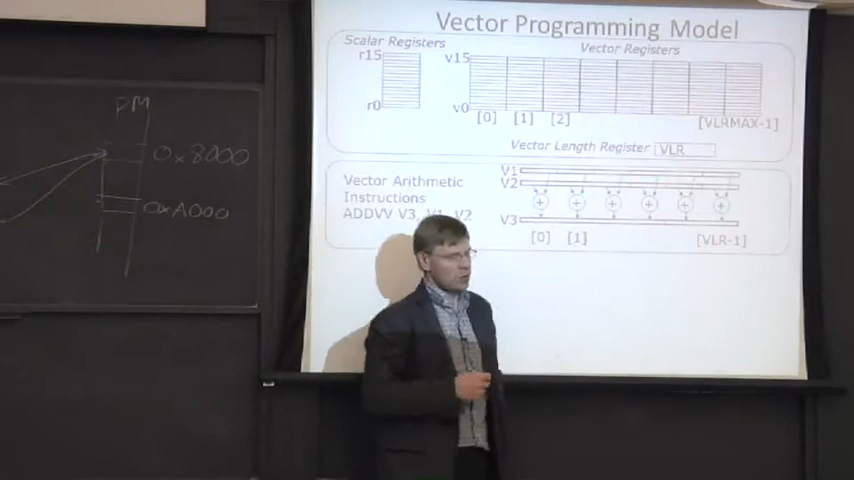 Vector Programming Model
Scalar Registers
Vector Registers
r15
v15
r0
v0
[0] [1] [2]
[VLRMAX-1]
Vector Length Register VLR
Vector Arithmetic
Instructions
ADDVV V3, V1, V2
V1
V2
+ + + + + +
V3
[0] [1]
[VLR-1]
PM
0x8000
0xA000